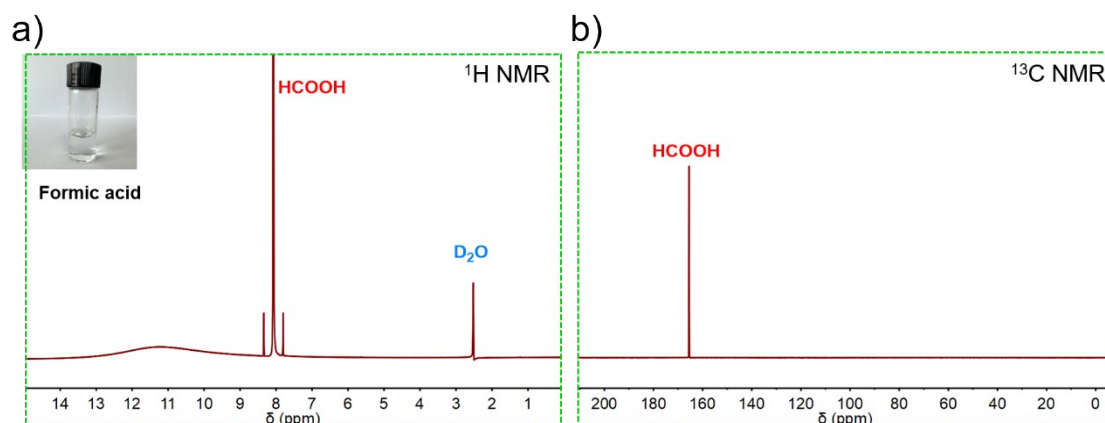 a)
¹H NMR
HCOOH
Formic acid
D₂O
14 13 12 11 10 9 8 7 6 5 4 3 2 1
δ (ppm)
b)
¹³C NMR
HCOOH
200 180 160 140 120 100 80 60 40 20 0
δ (ppm)